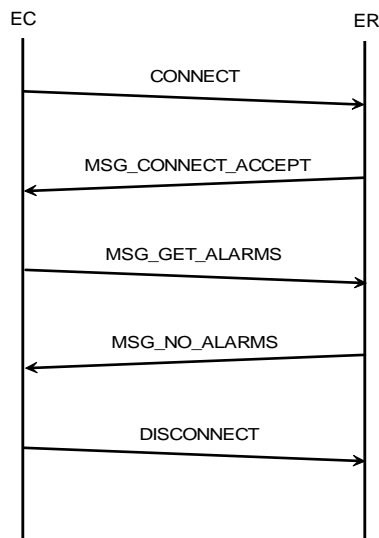 EC
ER
CONNECT
MSG_CONNECT_ACCEPT
MSG_GET_ALARMS
MSG_NO_ALARMS
DISCONNECT